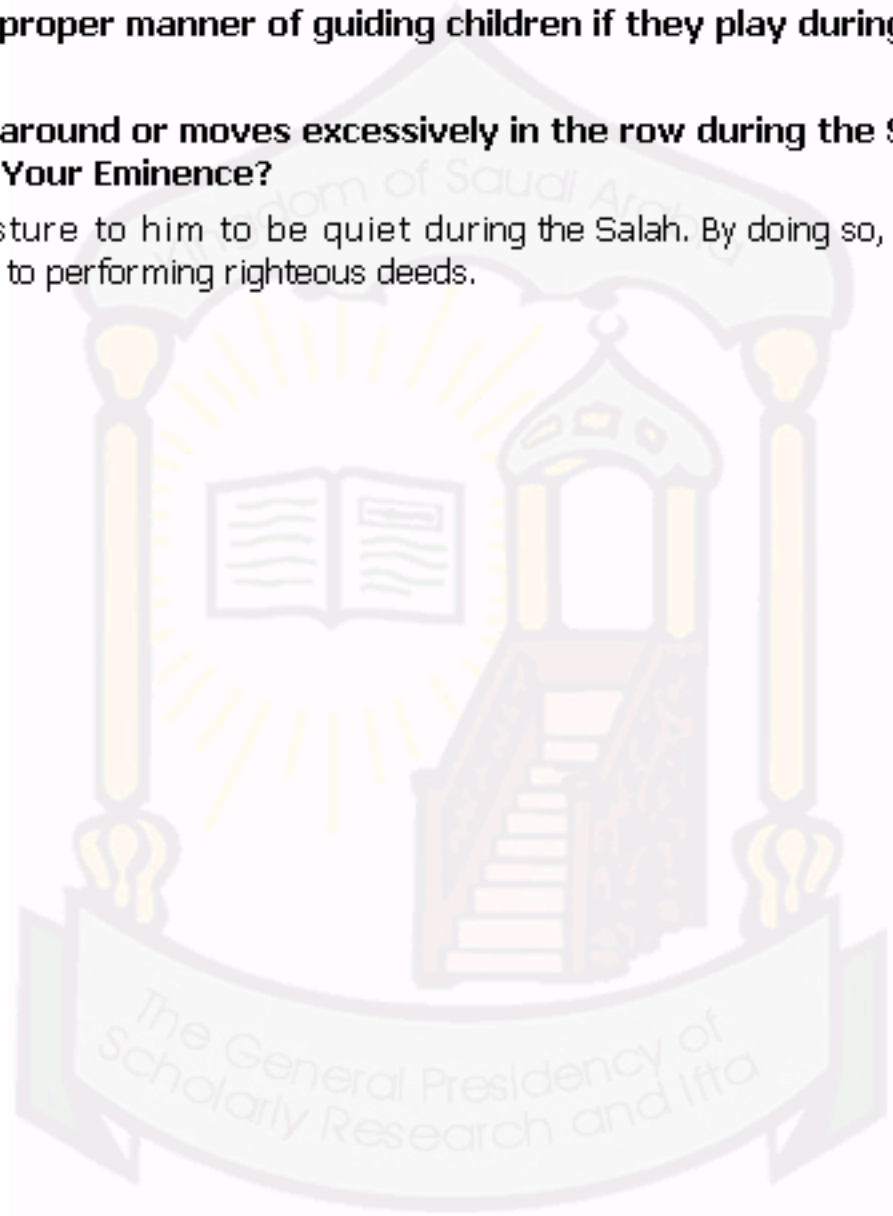 proper manner of guiding children if they play during
around or moves excessively in the row during the S
Your Eminence?
sture to him to be quiet during the Salah. By doing so,
to performing righteous deeds.
Kingdom of Saudi Arabia
The General Presidency of
Scholarly Research and Ifta